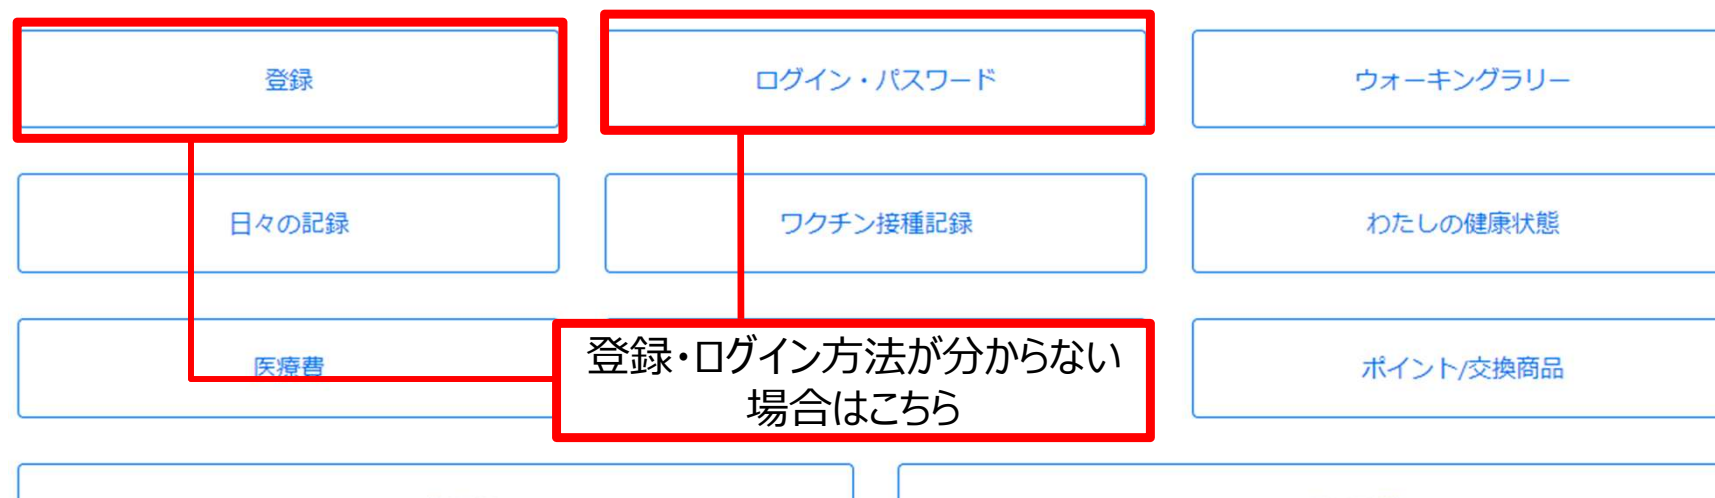 登録
ログイン・パスワード
ウォーキングラリー
日々の記録
ワクチン接種記録
わたしの健康状態
医療費
登録・ログイン方法が分からない
場合はこちら
ポイント/交換商品